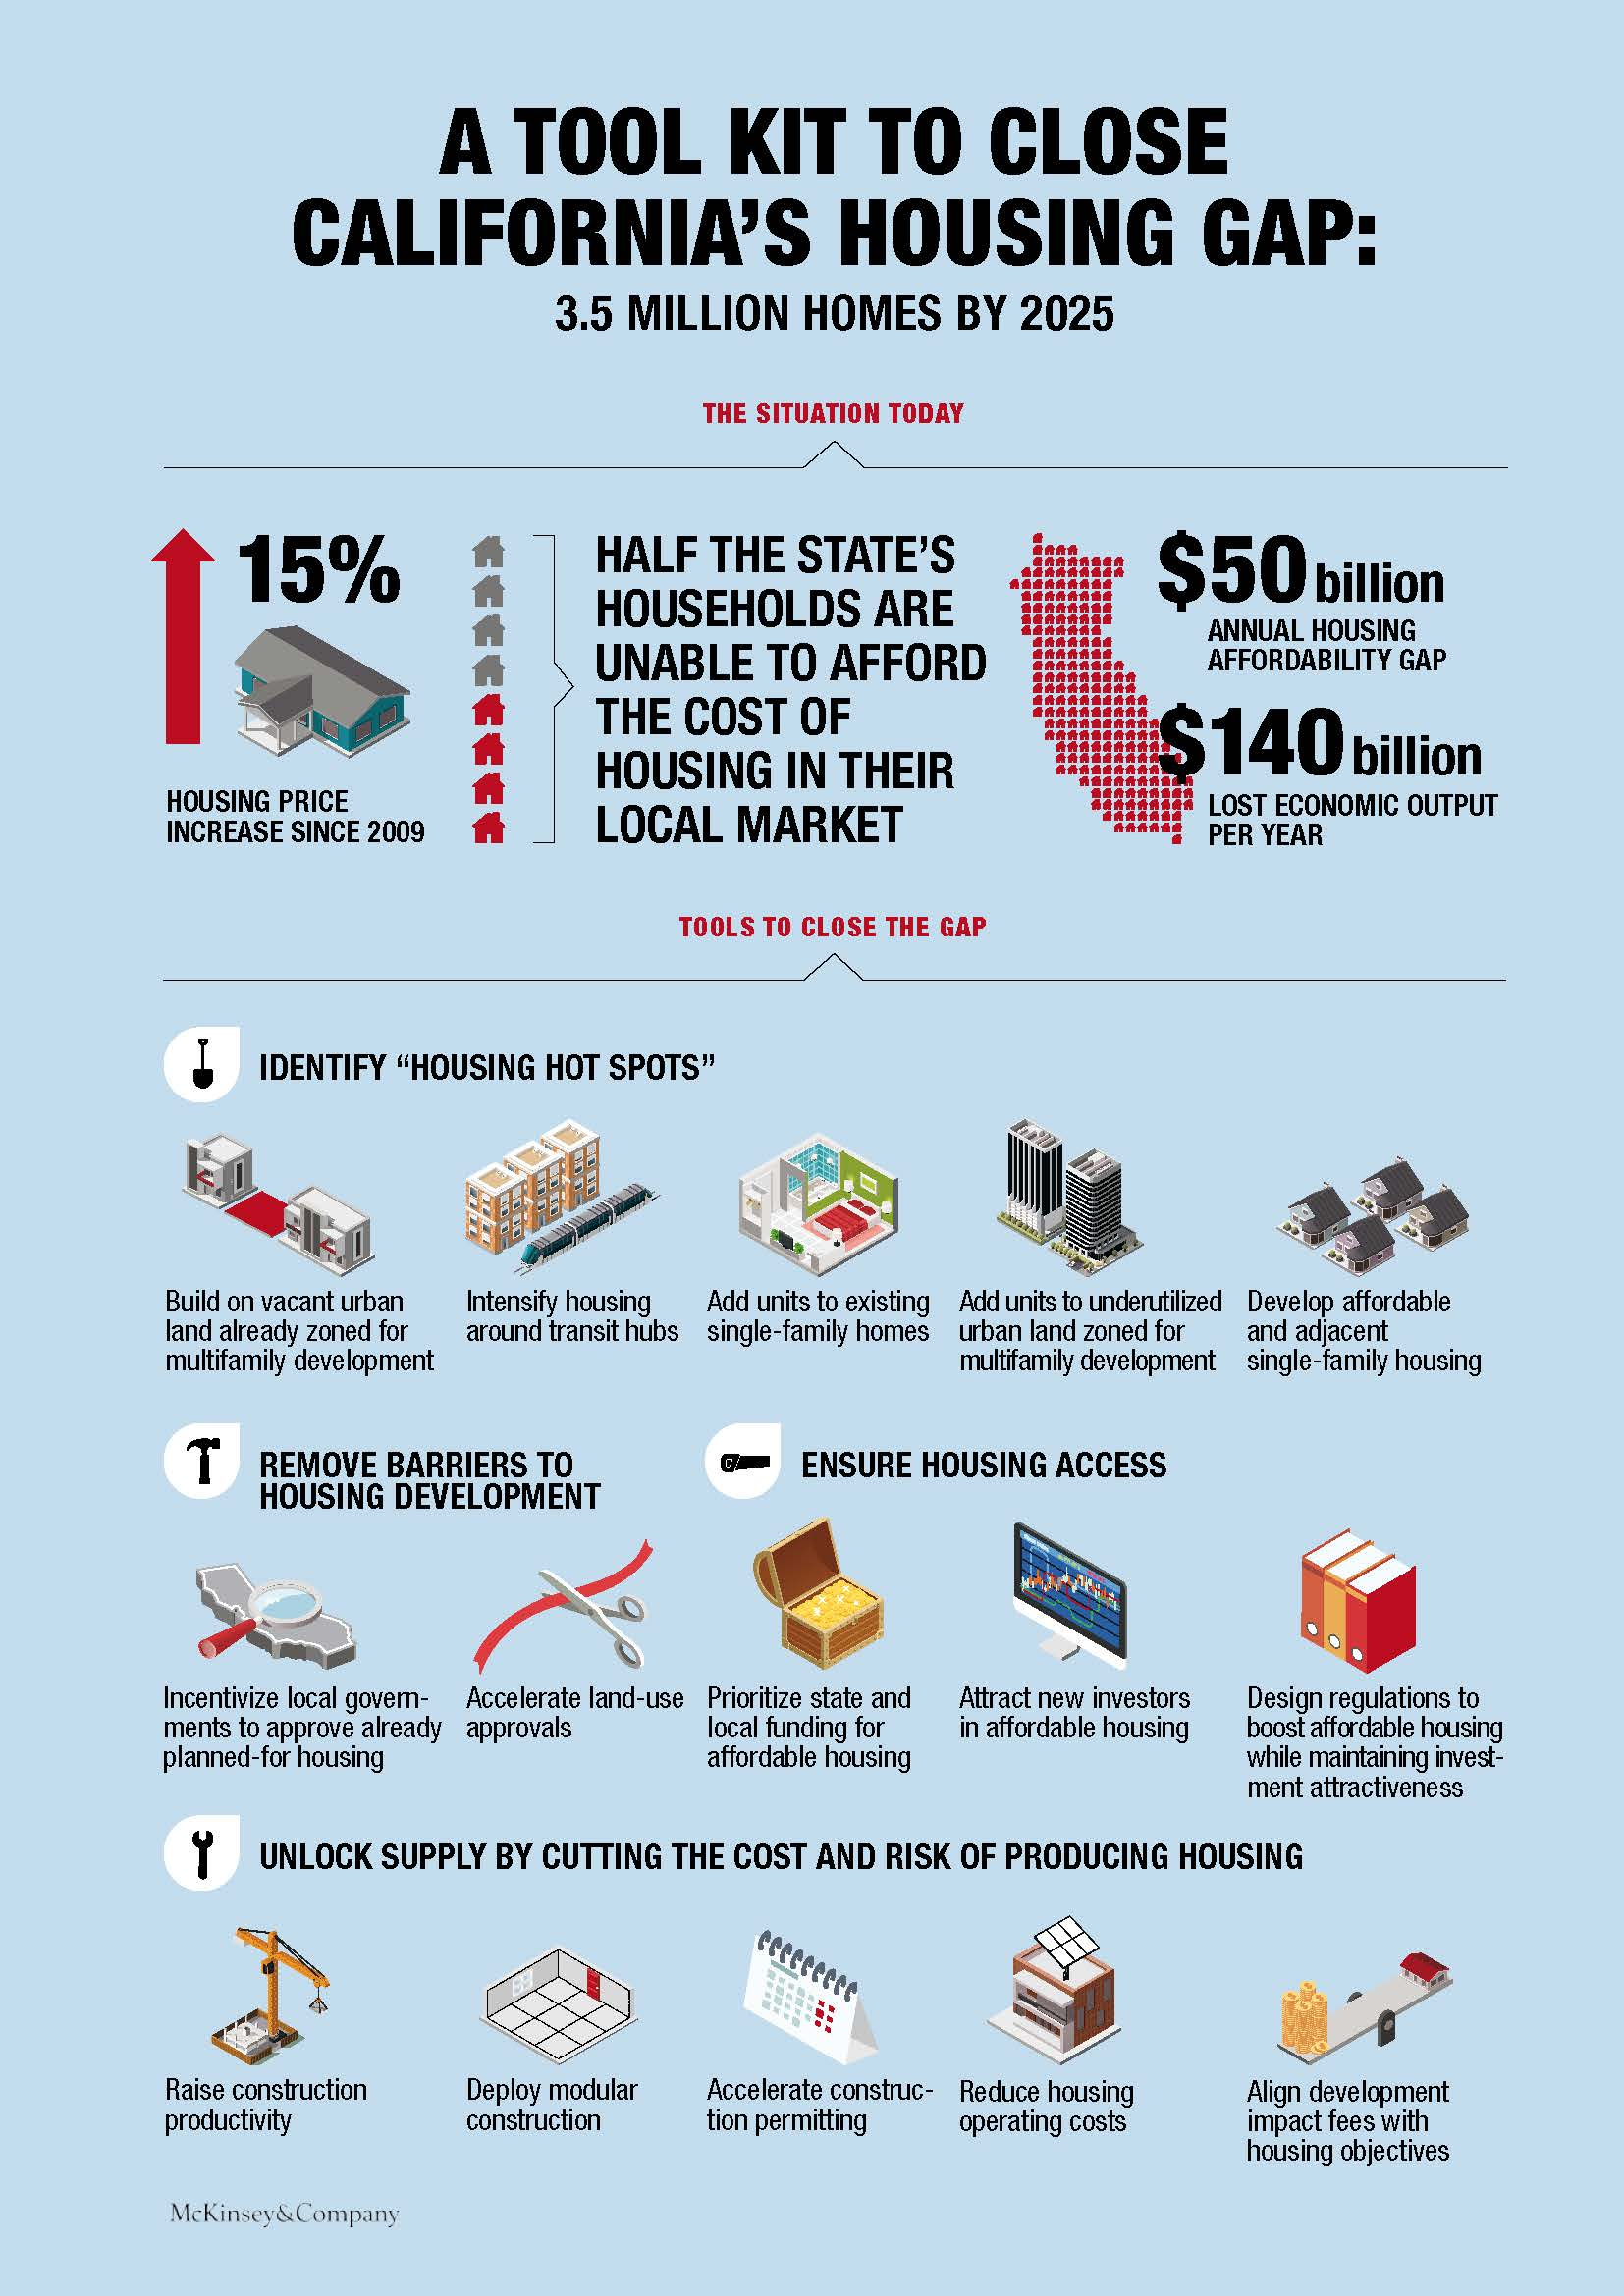 A TOOL KIT TO CLOSE
CALIFORNIA'S HOUSING GAP:
3.5 MILLION HOMES BY 2025
THE SITUATION TODAY
15%
HOUSING PRICE
INCREASE SINCE 2009
HALF THE STATE'S
HOUSEHOLDS ARE
UNABLE TO AFFORD
THE COST OF
HOUSING IN THEIR
LOCAL MARKET
$50 billion
ANNUAL HOUSING
AFFORDABILITY GAP
$140 billion
LOST ECONOMIC OUTPUT
PER YEAR
TOOLS TO CLOSE THE GAP
IDENTIFY “HOUSING HOT SPOTS”
Build on vacant urban
land already zoned for
multifamily development
Intensify housing
around transit hubs
Add units to existing
single-family homes
Add units to underutilized
urban land zoned for
multifamily development
Develop affordable
and adjacent
single-family housing
REMOVE BARRIERS TO
HOUSING DEVELOPMENT
Incentivize local govern-
ments to approve already
planned-for housing
Accelerate land-use
approvals
ENSURE HOUSING ACCESS
Prioritize state and
local funding for
affordable housing
Attract new investors
in affordable housing
Design regulations to
boost affordable housing
while maintaining invest-
ment attractiveness
UNLOCK SUPPLY BY CUTTING THE COST AND RISK OF PRODUCING HOUSING
Raise construction
productivity
Deploy modular
construction
Accelerate construc-
tion permitting
Reduce housing
operating costs
Align development
impact fees with
housing objectives
McKinsey&Company